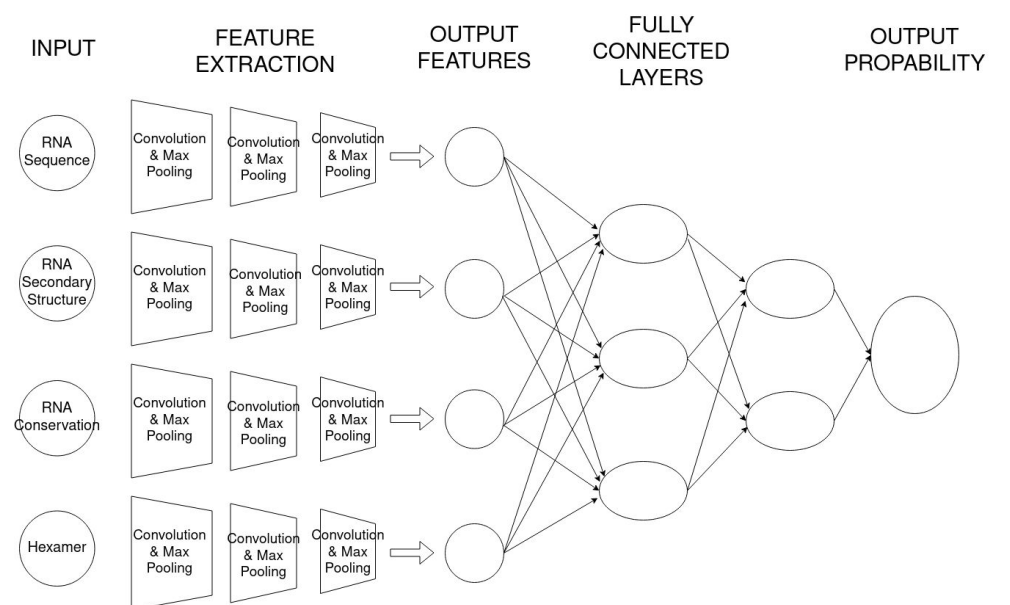 INPUT
FEATURE
EXTRACTION
OUTPUT
FEATURES
FULLY
CONNECTED
LAYERS
OUTPUT
PROPABILITY
RNA
Sequence
Convolution
& Max
Pooling
Convolution
& Max
Pooling
Convolution
& Max
Pooling
RNA
Secondary
Structure
Convolution
& Max
Pooling
Convolution
& Max
Pooling
Convolution
& Max
Pooling
RNA
Conservation
Convolution
& Max
Pooling
Convolution
& Max
Pooling
Convolution
& Max
Pooling
Hexamer
Convolution
& Max
Pooling
Convolution
& Max
Pooling
Convolution
& Max
Pooling